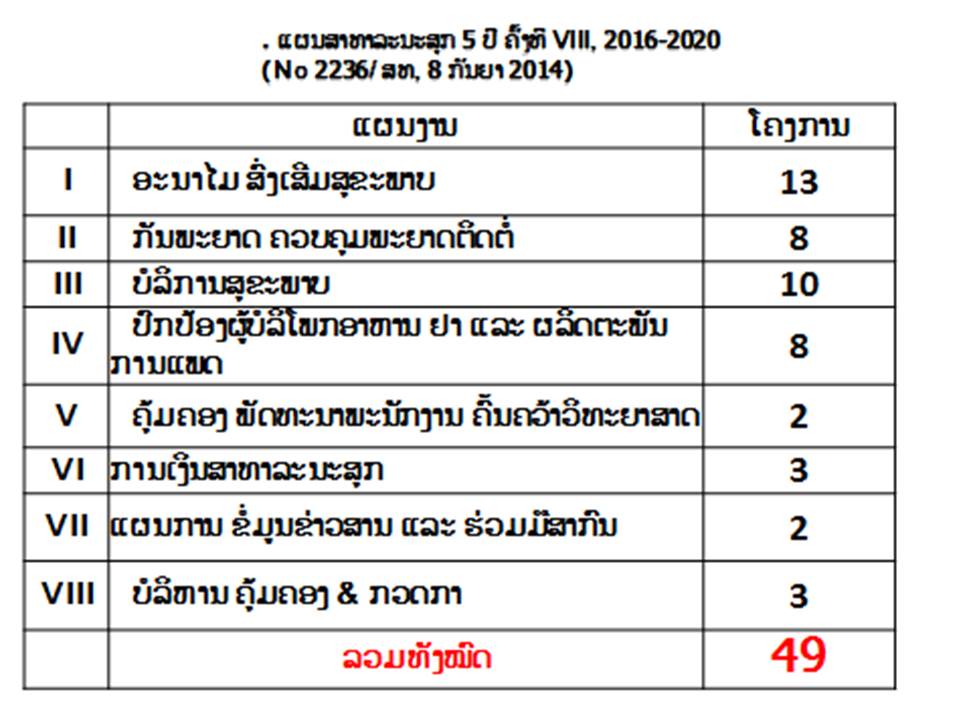 . ແຜນສາທາລະນະສຸກ 5 ປີ ຄັ້ງທີ VIII, 2016-2020
(No 2236/ ສທ, 8 ກັນຍາ 2014)
ແຜນງານ ໂຄງການ
I ອະນາໄມ ສົ່ງເສີມສຸຂະພາບ 13
II ກັນພະຍາດ ຄວບຄຸມພະຍາດຕິດຕໍ່ 8
III ບໍລິການສຸຂະພາບ 10
IV ປົກປ້ອງຜູ້ບໍລິໂພກອາຫານ ຢາ ແລະ ຜລິດຕະພັນ
ການແພດ 8
V ຄຸ້ມຄອງ ພັດທະນາພະນັກງານ ຄົ້ນຄວ້າວິທະຍາສາດ 2
VI ການເງິນສາທາລະນະສຸກ 3
VII ແຜນການ ຂໍ້ມູນຂ່າວສານ ແລະ ຮ່ວມມືສາກົນ 2
VIII ບໍລິຫານ ຄຸ້ມຄອງ & ກວດກາ 3
ລວມທັງໝົດ 49